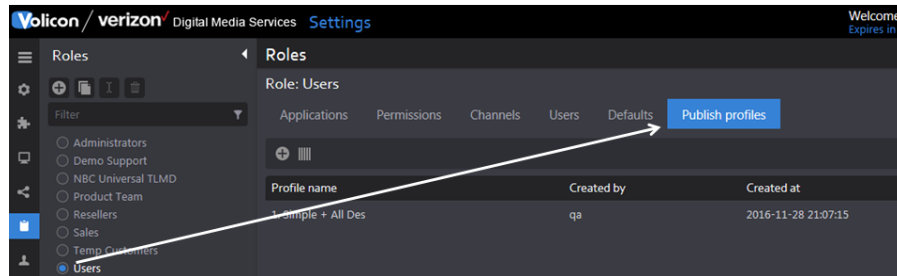 Volicon / verizon✓ Digital Media Services Settings
Welcome
Expires in
Roles
Filter
Administrators
Demo Support
NBC Universal TLMD
Product Team
Resellers
Sales
Temp Customers
Users
Roles
Role: Users
Applications Permissions Channels Users Defaults Publish profiles
Profile name Created by Created at
1. Simple + All Des qa 2016-11-28 21:07:15